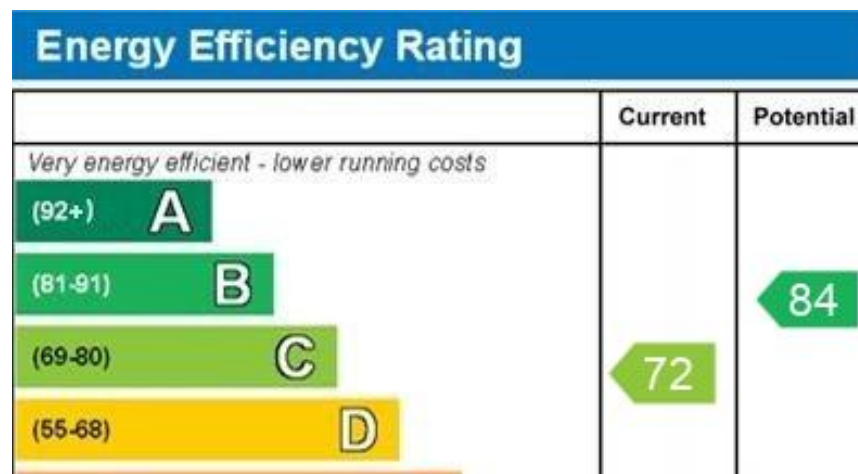 Energy Efficiency Rating
Current Potential
Very energy efficient - lower running costs
(92+) A
(81-91) B
84
(69-80) C
72
(55-68) D